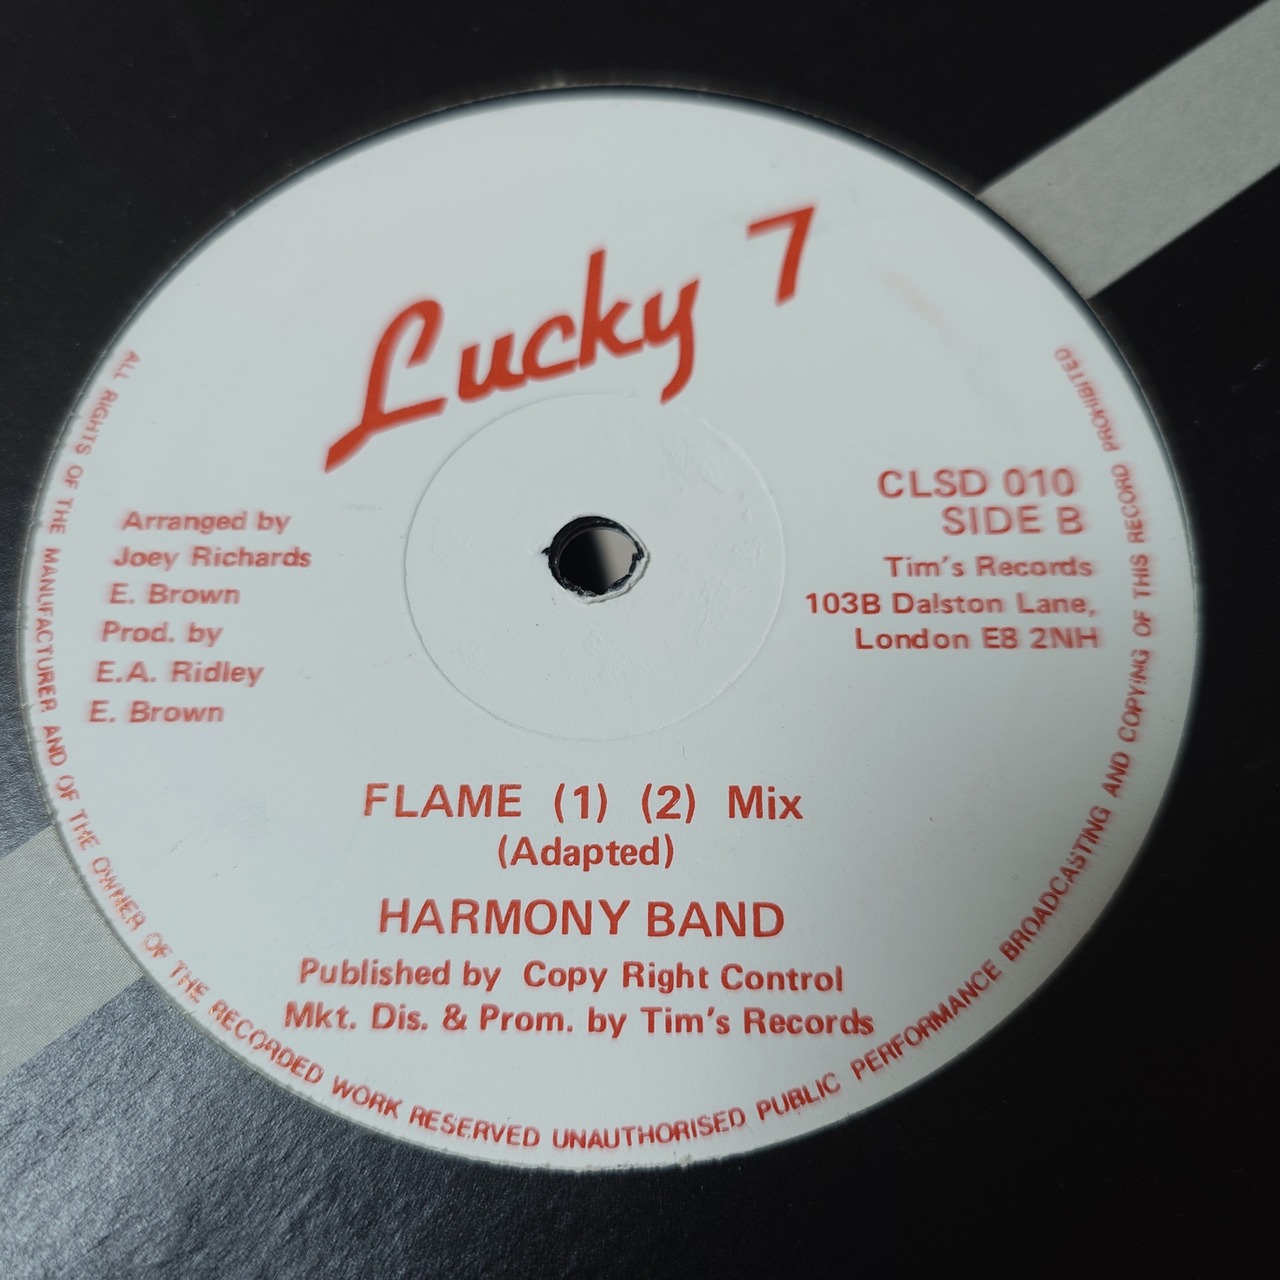 Lucky 7
CLSD 010
SIDE B
Tim's Records
103B Dalston Lane,
London E8 2NH
Arranged by
Joey Richards
E. Brown
Prod. by
E.A. Ridley
E. Brown
FLAME (1) (2) Mix
(Adapted)
HARMONY BAND
Published by Copy Right Control
Mkt. Dis. & Prom. by Tim's Records
ALL RIGHTS OF THE MANUFACTURER AND OF THE OWNER OF THE RECORDED WORK RESERVED UNAUTHORISED PUBLIC PERFORMANCE BROADCASTING AND COPYING OF THIS RECORD PROHIBITED